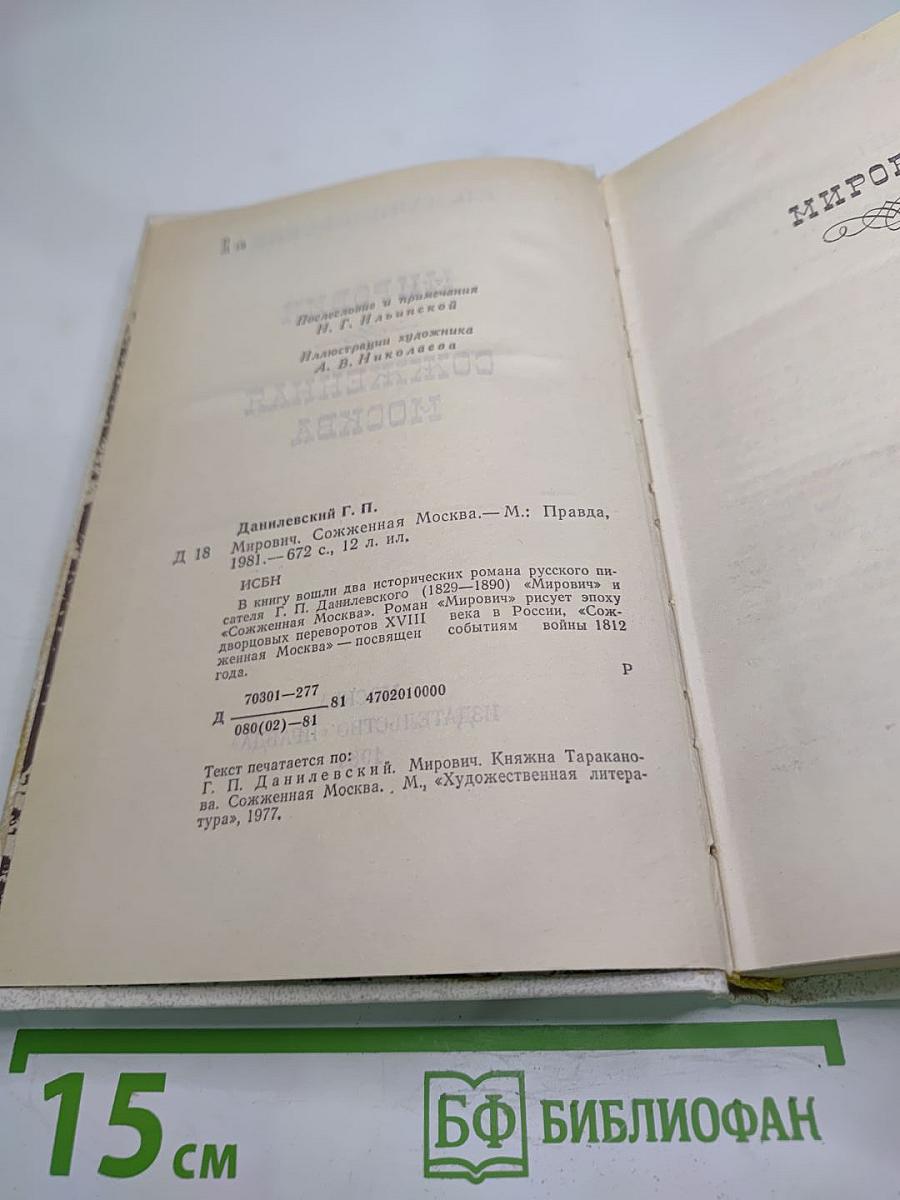 Р 1
Послесловие и примечания
И. Г. Ильинской
Иллюстрации художника
А. В. Николаева
Данилевский Г. П.
Д 18 Мирович. Сожженная Москва.— М.: Правда,
1981.— 672 с., 12 л. ил.
ИСБН
В книгу вошли два исторических романа русского пи-
сателя Г. П. Данилевского (1829—1890) «Мирович» и
«Сожженная Москва». Роман «Мирович» рисует эпоху
дворцовых переворотов XVIII века в России, «Сож-
женная Москва» — посвящен событиям войны 1812
года.
Р
70301—277
Д 81 4702010000
080(02)—81
Текст печатается по:
Г. П. Данилевский. Мирович. Княжна Таракано-
ва. Сожженная Москва. М., «Художественная литера-
тура», 1977.
МИРОВ
15 см
БФ БИБЛИОФАН